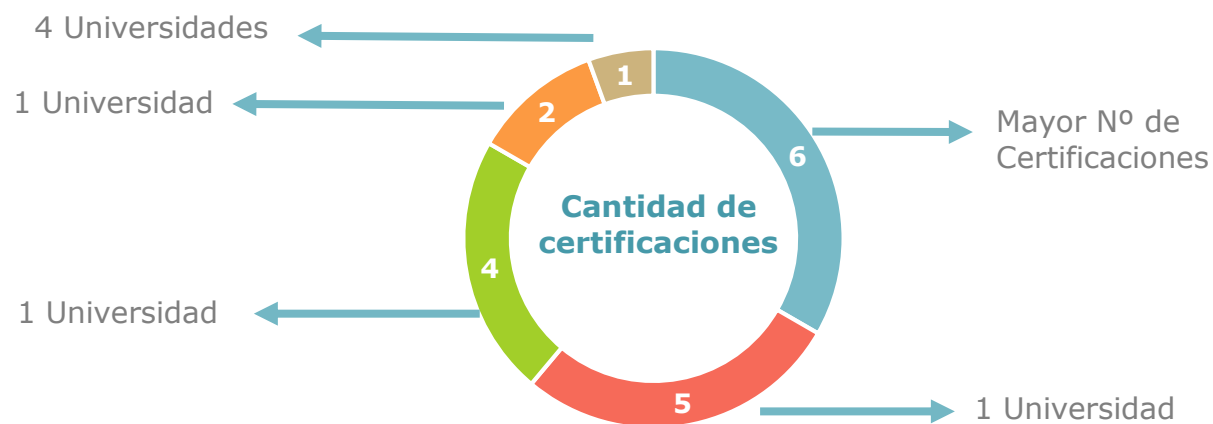 4 Universidades
1
1 Universidad
2
6
Mayor Nº de
Certificaciones
Cantidad de
certificaciones
4
1 Universidad
5
1 Universidad